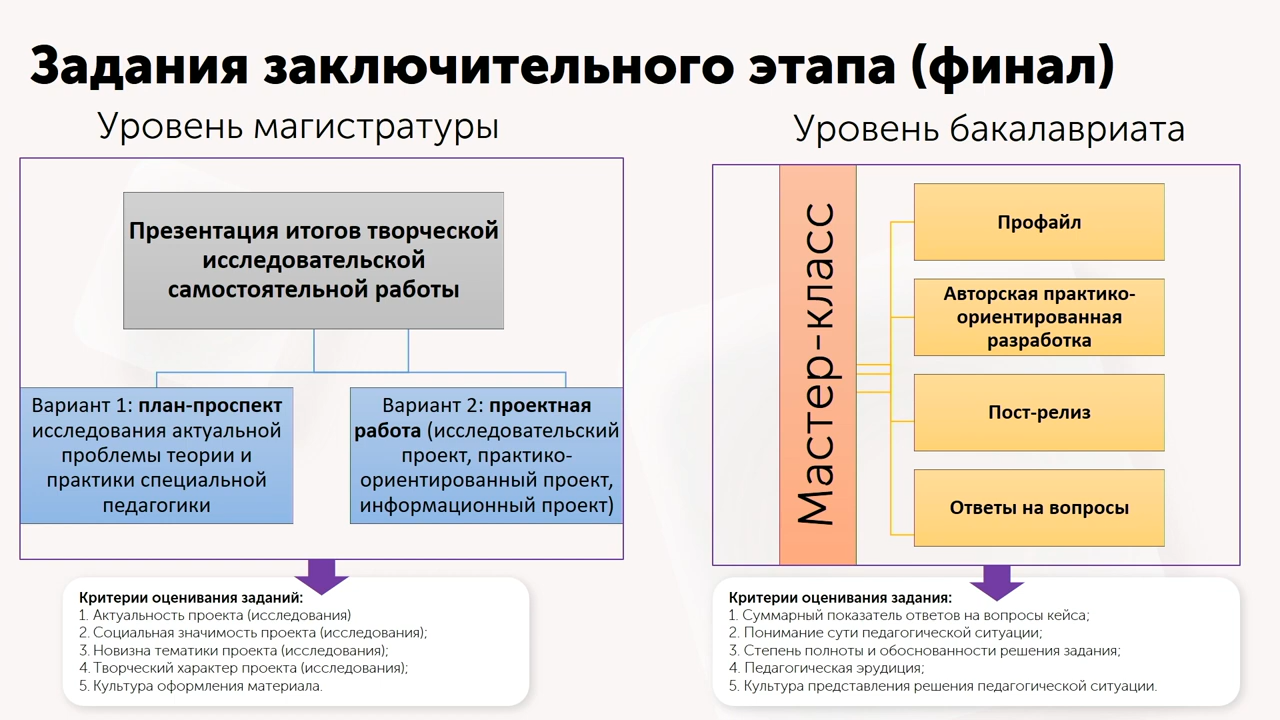 Задания заключительного этапа (финал)
Уровень магистратуры
Презентация итогов творческой
исследовательской
самостоятельной работы
Вариант 1: план-проспект
исследования актуальной
проблемы теории и
практики специальной
педагогики
Вариант 2: проектная
работа (исследовательский
проект, практико-
ориентированный проект,
информационный проект)
Критерии оценивания заданий:
1. Актуальность проекта (исследования)
2. Социальная значимость проекта (исследования);
3. Новизна тематики проекта (исследования);
4. Творческий характер проекта (исследования);
5. Культура оформления материала.
Уровень бакалавриата
Мастер-класс
Профайл
Авторская практико-
ориентированная
разработка
Пост-релиз
Ответы на вопросы
Критерии оценивания задания:
1. Суммарный показатель ответов на вопросы кейса;
2. Понимание сути педагогической ситуации;
3. Степень полноты и обоснованности решения задания;
4. Педагогическая эрудиция;
5. Культура представления решения педагогической ситуации.